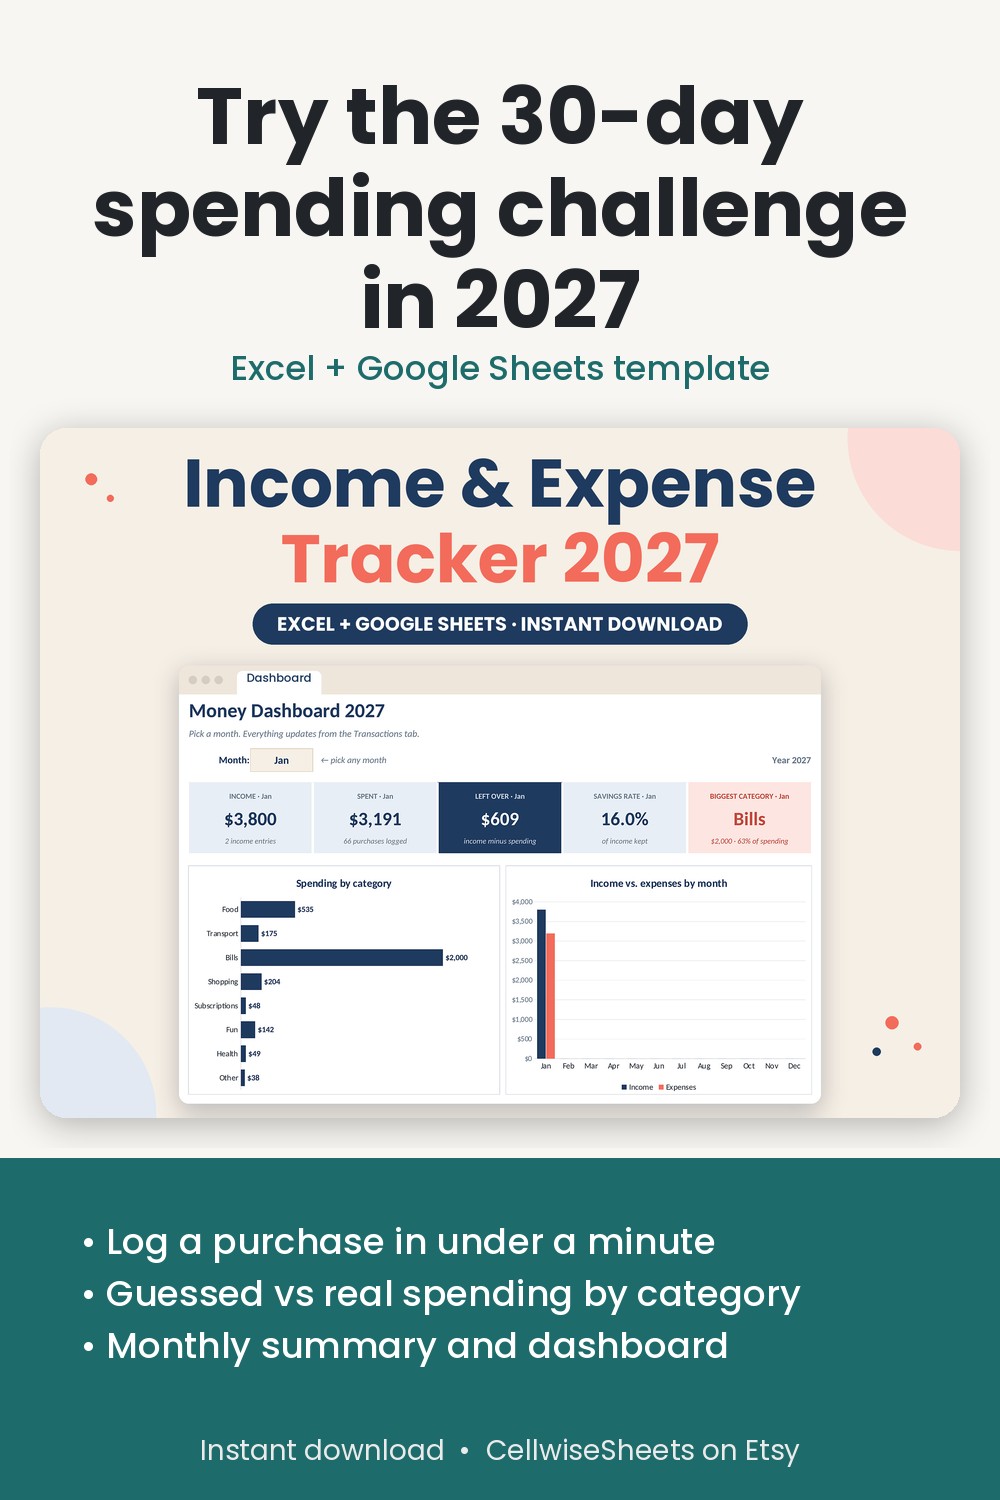 Try the 30-day
spending challenge
in 2027
Excel + Google Sheets template
Income & Expense
Tracker 2027
EXCEL + GOOGLE SHEETS · INSTANT DOWNLOAD
Dashboard
Money Dashboard 2027
Pick a month. Everything updates from the Transactions tab.
Month: Jan ← pick any month Year 2027
INCOME · Jan SPENT · Jan LEFT OVER · Jan SAVINGS RATE · Jan BIGGEST CATEGORY · Jan
$3,800 $3,191 $609 16.0% Bills
2 income entries 66 purchases logged income minus spending of income kept $2,000 · 63% of spending
Spending by category
Food $535
Transport $175
Bills $2,000
Shopping $204
Subscriptions $48
Fun $142
Health $49
Other $38
Income vs. expenses by month
$4,000
$3,500
$3,000
$2,500
$2,000
$1,500
$1,000
$500
$0
Jan Feb Mar Apr May Jun Jul Aug Sep Oct Nov Dec
Income Expenses
• Log a purchase in under a minute
• Guessed vs real spending by category
• Monthly summary and dashboard
Instant download • CellwiseSheets on Etsy